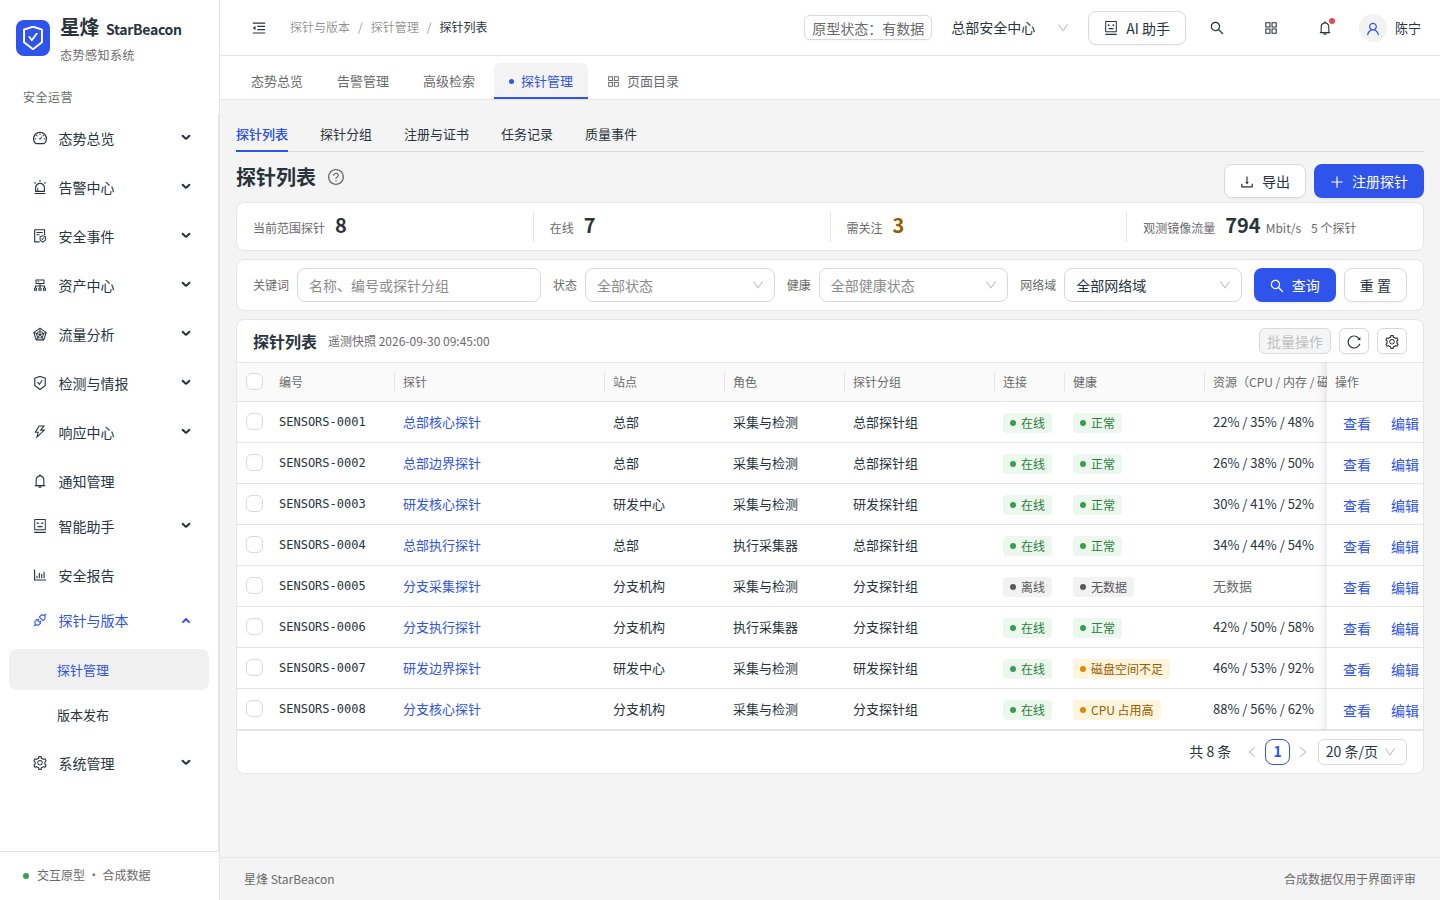 星烽 StarBeacon
态势感知系统
探针与版本 / 探针管理 / 探针列表
原型状态：有数据
总部安全中心
AI 助手
陈宁
安全运营
态势总览
告警中心
安全事件
资产中心
流量分析
检测与情报
响应中心
通知管理
智能助手
安全报告
探针与版本
探针管理
版本发布
系统管理
交互原型 · 合成数据
态势总览 告警管理 高级检索 探针管理 页面目录
探针列表 探针分组 注册与证书 任务记录 质量事件
探针列表
导出 注册探针
当前范围探针 8 在线 7 需关注 3 观测镜像流量 794 Mbit/s 5 个探针
关键词 名称、编号或探针分组 状态 全部状态 健康 全部健康状态 网络域 全部网络域 查询 重 置
探针列表 遥测快照 2026-09-30 09:45:00 批量操作
编号 探针 站点 角色 探针分组 连接 健康 资源（CPU / 内存 / 磁 操作
SENSORS-0001 总部核心探针 总部 采集与检测 总部探针组 在线 正常 22% / 35% / 48% 查看 编辑
SENSORS-0002 总部边界探针 总部 采集与检测 总部探针组 在线 正常 26% / 38% / 50% 查看 编辑
SENSORS-0003 研发核心探针 研发中心 采集与检测 研发探针组 在线 正常 30% / 41% / 52% 查看 编辑
SENSORS-0004 总部执行探针 总部 执行采集器 总部探针组 在线 正常 34% / 44% / 54% 查看 编辑
SENSORS-0005 分支采集探针 分支机构 采集与检测 分支探针组 离线 无数据 无数据 查看 编辑
SENSORS-0006 分支执行探针 分支机构 执行采集器 分支探针组 在线 正常 42% / 50% / 58% 查看 编辑
SENSORS-0007 研发边界探针 研发中心 采集与检测 研发探针组 在线 磁盘空间不足 46% / 53% / 92% 查看 编辑
SENSORS-0008 分支核心探针 分支机构 采集与检测 分支探针组 在线 CPU 占用高 88% / 56% / 62% 查看 编辑
共 8 条 1 20 条/页
星烽 StarBeacon
合成数据仅用于界面评审